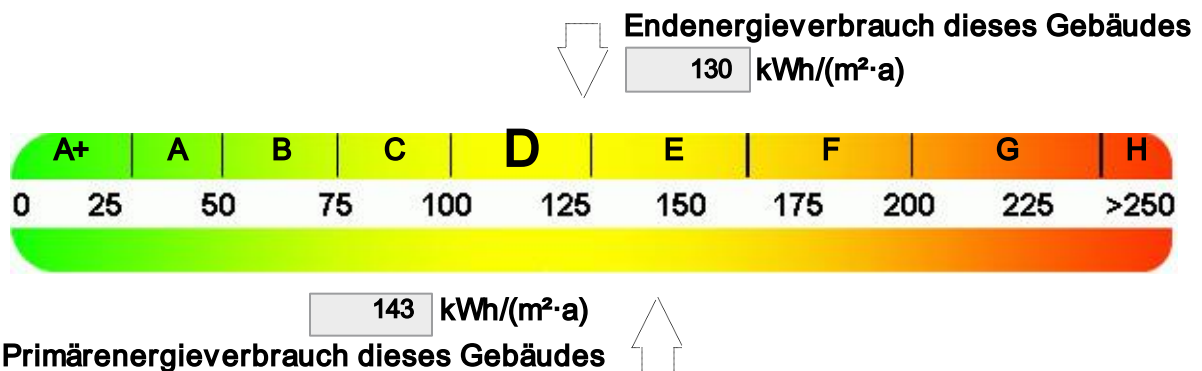 Endenergieverbrauch dieses Gebäudes
130 kWh/(m²·a)
A+ A B C D E F G H
0 25 50 75 100 125 150 175 200 225 >250
143 kWh/(m²·a)
Primärenergieverbrauch dieses Gebäudes